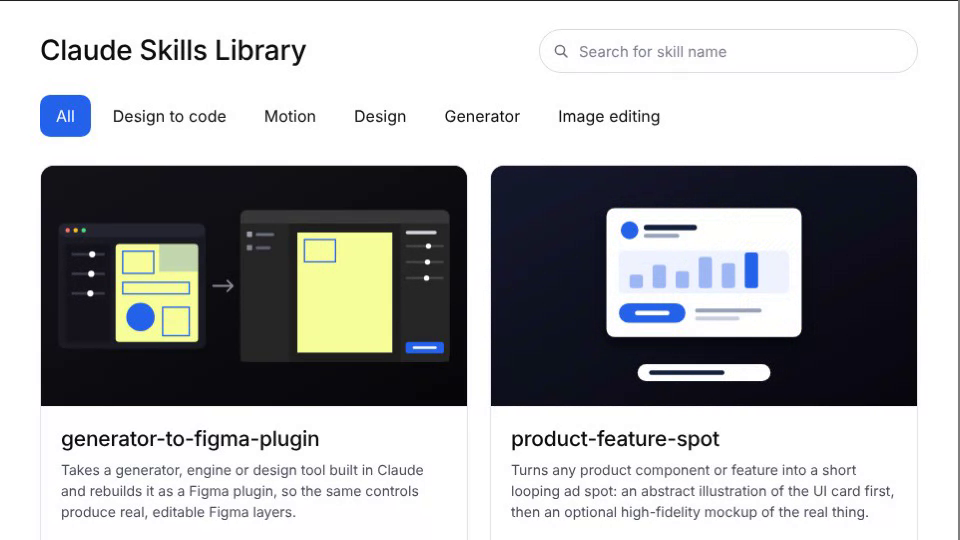 Claude Skills Library
Search for skill name
All
Design to code
Motion
Design
Generator
Image editing
generator-to-figma-plugin
Takes a generator, engine or design tool built in Claude
and rebuilds it as a Figma plugin, so the same controls
produce real, editable Figma layers.
product-feature-spot
Turns any product component or feature into a short
looping ad spot: an abstract illustration of the UI card first,
then an optional high-fidelity mockup of the real thing.